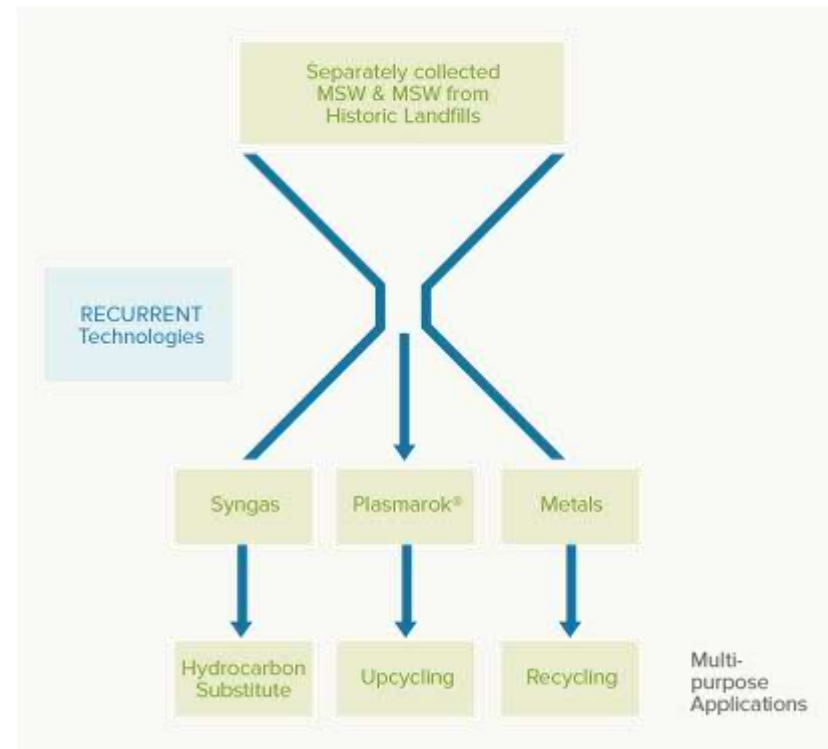 Separately collected
MSW & MSW from
Historic Landfills
RECURRENT
Technologies
Syngas
Plasmarok®
Metals
Hydrocarbon
Substitute
Upcycling
Recycling
Multi-
purpose
Applications